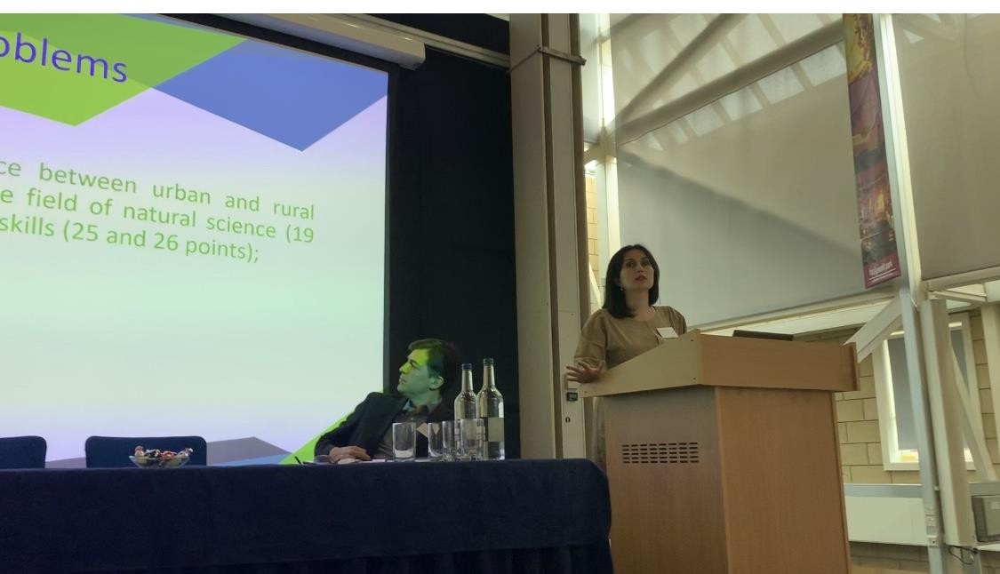 oblems
ce between urban and rural
e field of natural science (19
skills (25 and 26 points);